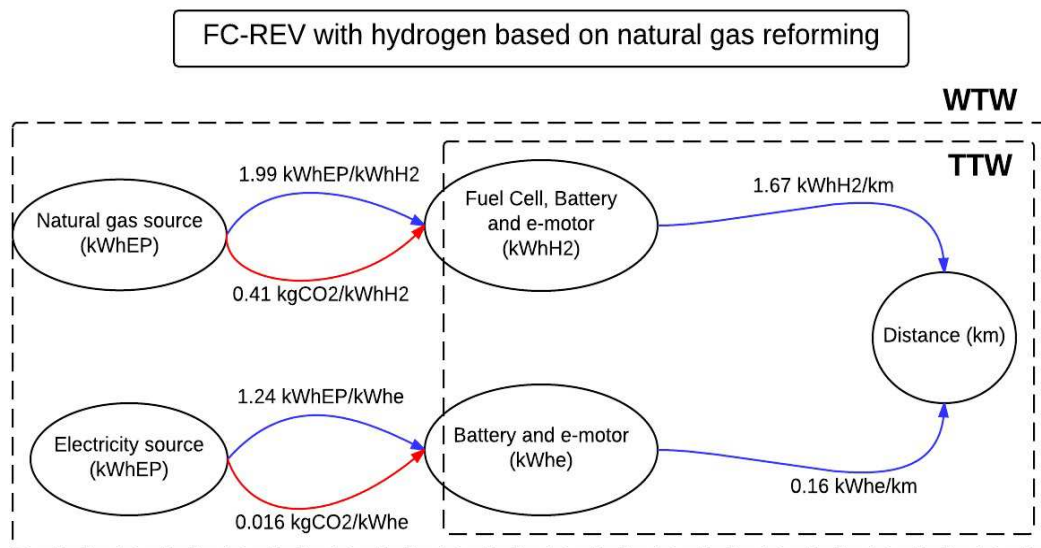 FC-REV with hydrogen based on natural gas reforming
WTW
TTW
1.99 kWhEP/kWhH2
Natural gas source
(kWhEP)
0.41 kgCO2/kWhH2
Fuel Cell, Battery
and e-motor
(kWhH2)
1.67 kWhH2/km
Distance (km)
1.24 kWhEP/kWhe
Electricity source
(kWhEP)
0.016 kgCO2/kWhe
Battery and e-motor
(kWhe)
0.16 kWhe/km